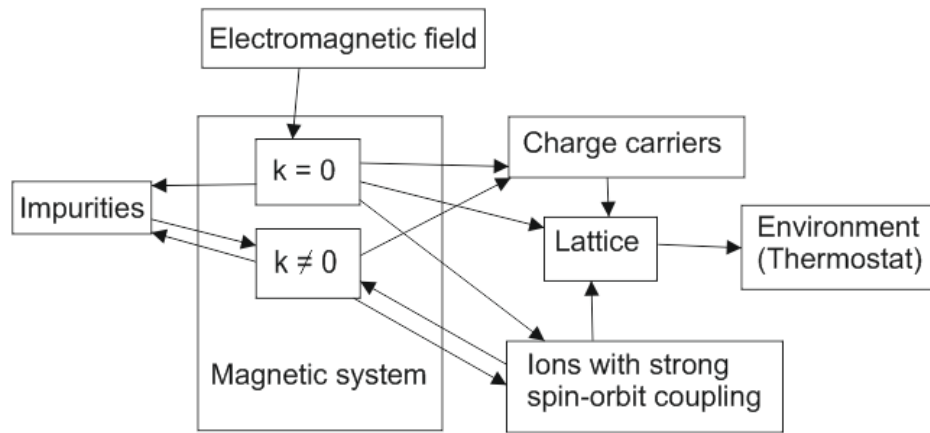 Electromagnetic field
k = 0
Charge carriers
Impurities
k ≠ 0
Lattice
Environment
(Thermostat)
Magnetic system
Ions with strong
spin-orbit coupling